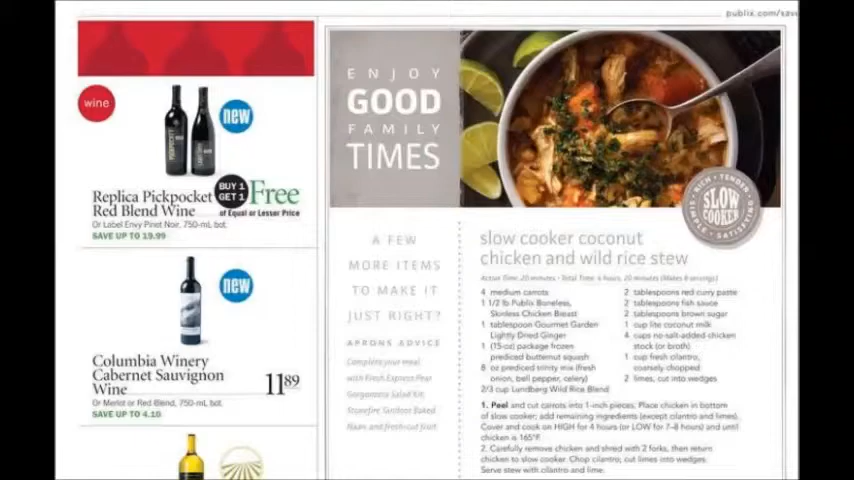 publix.com/save
wine
new
Replica Pickpocket
Red Blend Wine
BUY 1
GET 1
Free
of Equal or Lesser Price
Or Label Envy Pinot Noir, 750-mL bot.
SAVE UP TO 19.99
new
Columbia Winery
Cabernet Sauvignon
Wine
11 89
Or Merlot or Red Blend, 750-mL bot.
SAVE UP TO 4.10
ENJOY
GOOD
FAMILY
TIMES
RICH • TENDER
SLOW
COOKER
SIMPLE • SATISFYING
A FEW
MORE ITEMS
TO MAKE IT
JUST RIGHT?
APRONS ADVICE
Complete your meal
with Fresh Express Pear
Gorgonzola Salad Kit,
Stonefire Tandoor Baked
Naan and fresh-cut fruit.
slow cooker coconut
chicken and wild rice stew
Active Time: 20 minutes • Total Time: 4 hours, 20 minutes (Makes 8 servings)
4 medium carrots
1 1/2 lb Publix Boneless,
Skinless Chicken Breast
1 tablespoon Gourmet Garden
Lightly Dried Ginger
1 (15-oz) package frozen
prediced butternut squash
8 oz prediced trinity mix (fresh
onion, bell pepper, celery)
2/3 cup Lundberg Wild Rice Blend
2 tablespoons red curry paste
2 tablespoons fish sauce
2 tablespoons brown sugar
1 cup lite coconut milk
4 cups no-salt-added chicken
stock (or broth)
1 cup fresh cilantro,
coarsely chopped
2 limes, cut into wedges
1. Peel and cut carrots into 1-inch pieces. Place chicken in bottom
of slow cooker; add remaining ingredients (except cilantro and limes).
Cover and cook on HIGH for 4 hours (or LOW for 7–8 hours) and until
chicken is 165°F.
2. Carefully remove chicken and shred with 2 forks, then return
chicken to slow cooker. Chop cilantro; cut limes into wedges.
Serve stew with cilantro and lime.